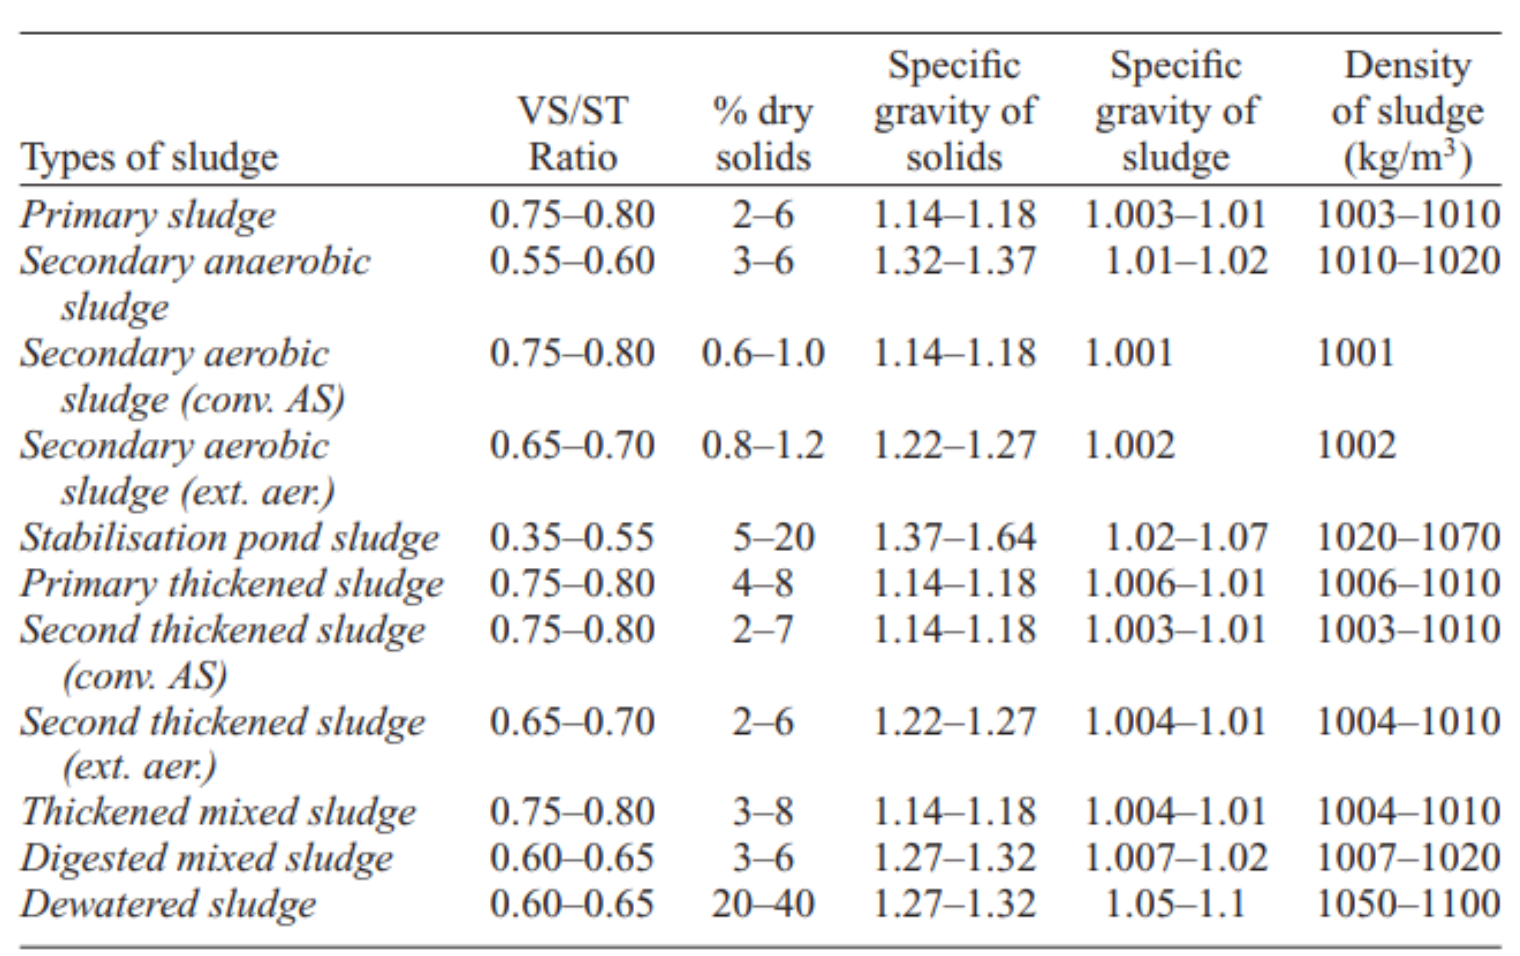 Specific Specific Density
VS/ST % dry gravity of gravity of of sludge
Types of sludge Ratio solids solids sludge (kg/m³)
Primary sludge 0.75–0.80 2–6 1.14–1.18 1.003–1.01 1003–1010
Secondary anaerobic 0.55–0.60 3–6 1.32–1.37 1.01–1.02 1010–1020
sludge
Secondary aerobic 0.75–0.80 0.6–1.0 1.14–1.18 1.001 1001
sludge (conv. AS)
Secondary aerobic 0.65–0.70 0.8–1.2 1.22–1.27 1.002 1002
sludge (ext. aer.)
Stabilisation pond sludge 0.35–0.55 5–20 1.37–1.64 1.02–1.07 1020–1070
Primary thickened sludge 0.75–0.80 4–8 1.14–1.18 1.006–1.01 1006–1010
Second thickened sludge 0.75–0.80 2–7 1.14–1.18 1.003–1.01 1003–1010
(conv. AS)
Second thickened sludge 0.65–0.70 2–6 1.22–1.27 1.004–1.01 1004–1010
(ext. aer.)
Thickened mixed sludge 0.75–0.80 3–8 1.14–1.18 1.004–1.01 1004–1010
Digested mixed sludge 0.60–0.65 3–6 1.27–1.32 1.007–1.02 1007–1020
Dewatered sludge 0.60–0.65 20–40 1.27–1.32 1.05–1.1 1050–1100